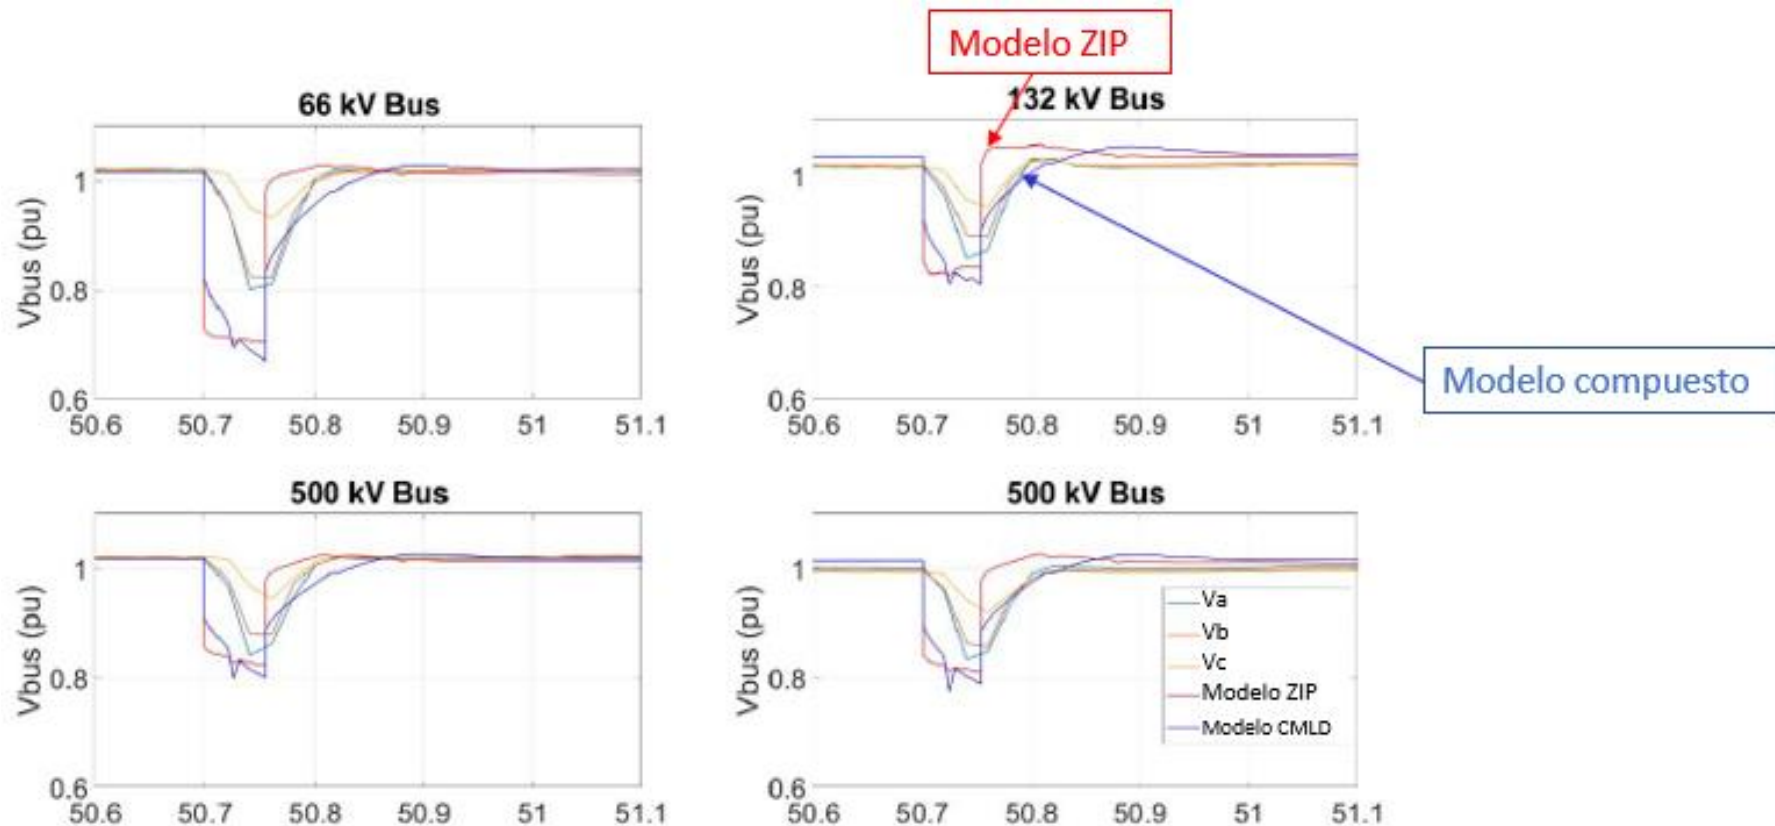 Modelo ZIP
66 kV Bus
132 kV Bus
Vbus (pu)
1
0.8
0.6
50.6 50.7 50.8 50.9 51 51.1
Vbus (pu)
1
0.8
0.6
50.6 50.7 50.8 50.9 51 51.1
Modelo compuesto
500 kV Bus
500 kV Bus
Vbus (pu)
1
0.8
0.6
50.6 50.7 50.8 50.9 51 51.1
Vbus (pu)
1
0.8
0.6
50.6 50.7 50.8 50.9 51 51.1
Va
Vb
Vc
Modelo ZIP
Modelo CMLD